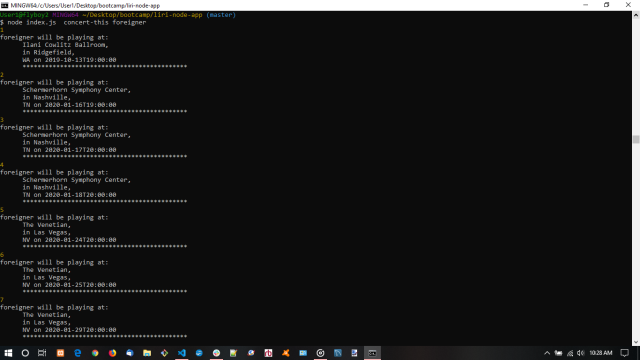 MINGW64:/c/Users/User1/Desktop/bootcamp/liri-node-app
User1@flyboy2 MINGW64 ~/Desktop/bootcamp/liri-node-app (master)
$ node index.js  concert-this foreigner
1
foreigner will be playing at:
Ilani Cowlitz Ballroom,
in Ridgefield,
WA on 2019-10-13T19:00:00
********************************************
2
foreigner will be playing at:
Schermerhorn Symphony Center,
in Nashville,
TN on 2020-01-16T19:00:00
********************************************
3
foreigner will be playing at:
Schermerhorn Symphony Center,
in Nashville,
TN on 2020-01-17T20:00:00
********************************************
4
foreigner will be playing at:
Schermerhorn Symphony Center,
in Nashville,
TN on 2020-01-18T20:00:00
********************************************
5
foreigner will be playing at:
The Venetian,
in Las Vegas,
NV on 2020-01-24T20:00:00
********************************************
6
foreigner will be playing at:
The Venetian,
in Las Vegas,
NV on 2020-01-25T20:00:00
********************************************
7
foreigner will be playing at:
The Venetian,
in Las Vegas,
NV on 2020-01-29T20:00:00
********************************************
10:28 AM